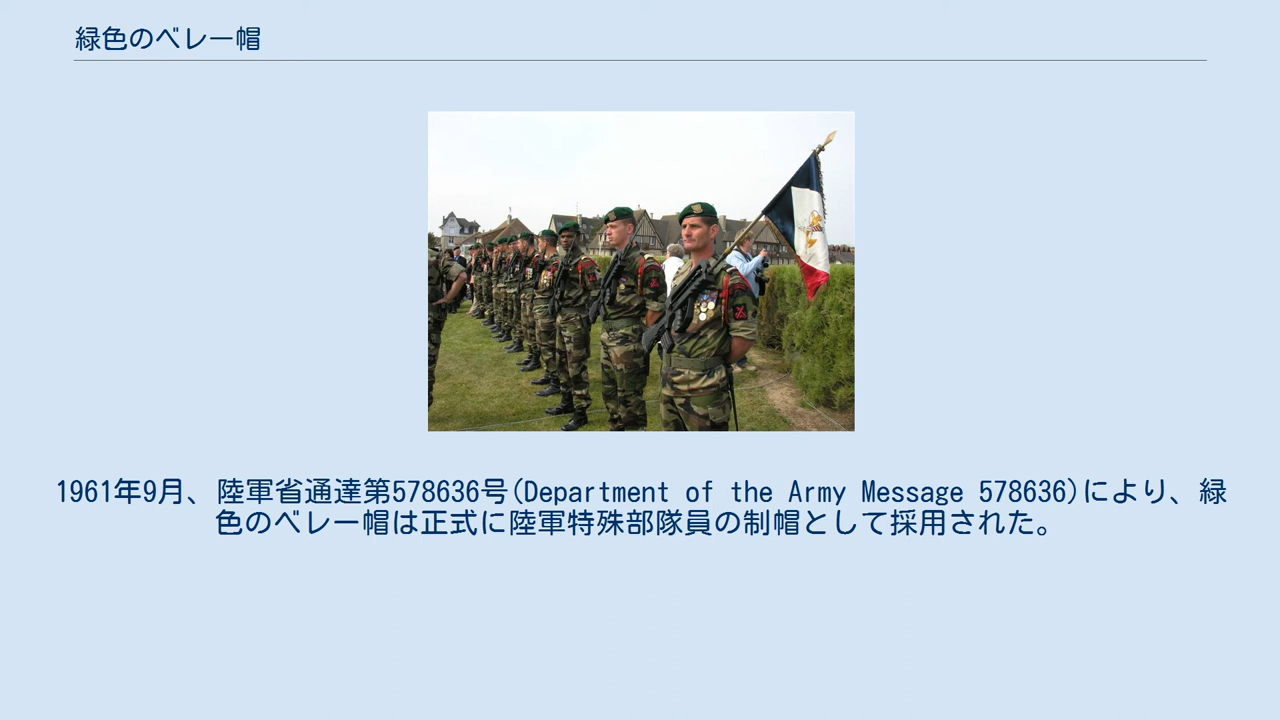 緑色のベレー帽
1961年9月、陸軍省通達第578636号(Department of the Army Message 578636)により、緑
色のベレー帽は正式に陸軍特殊部隊員の制帽として採用された。